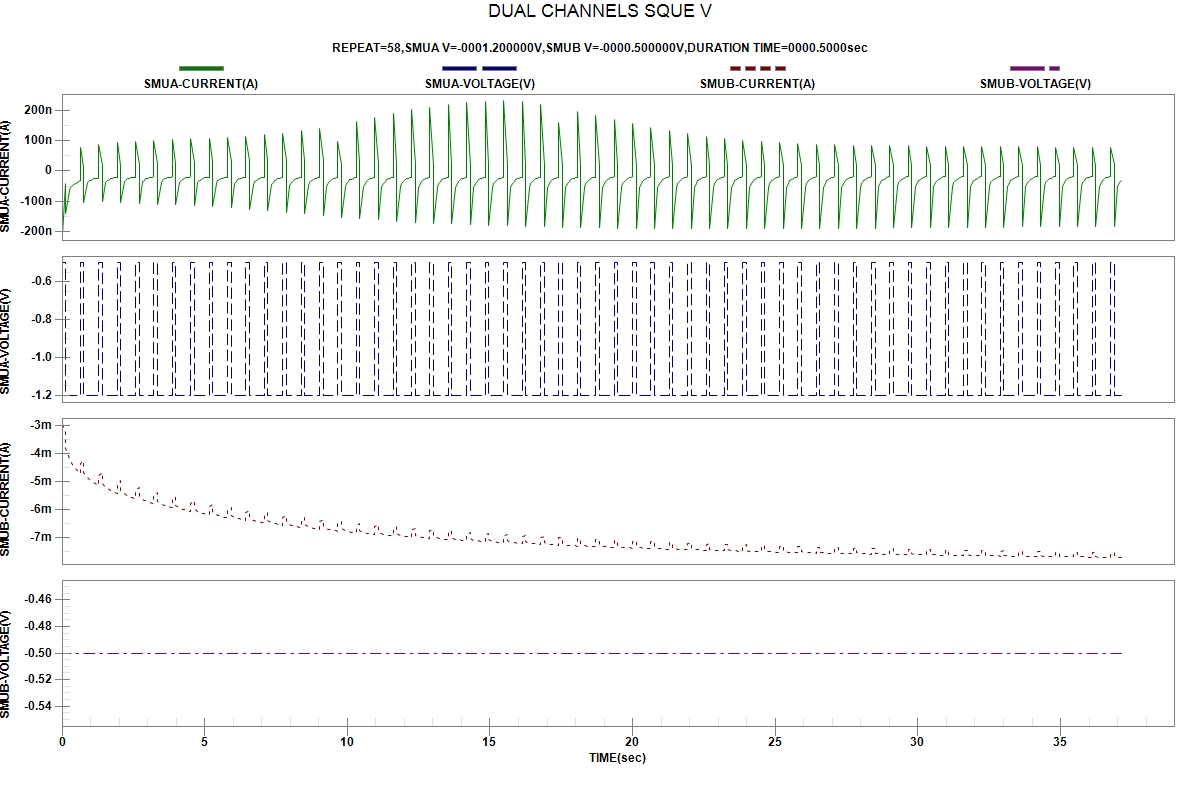 DUAL CHANNELS SQUE V
REPEAT=58,SMUA V=-0001.200000V,SMUB V=-0000.500000V,DURATION TIME=0000.5000sec
SMUA-CURRENT(A) SMUA-VOLTAGE(V) SMUB-CURRENT(A) SMUB-VOLTAGE(V)
SMUA-CURRENT(A)
200n
100n
0
-100n
-200n
SMUA-VOLTAGE(V)
-0.6
-0.8
-1.0
-1.2
SMUB-CURRENT(A)
-3m
-4m
-5m
-6m
-7m
SMUB-VOLTAGE(V)
-0.46
-0.48
-0.50
-0.52
-0.54
0 5 10 15 20 25 30 35
TIME(sec)